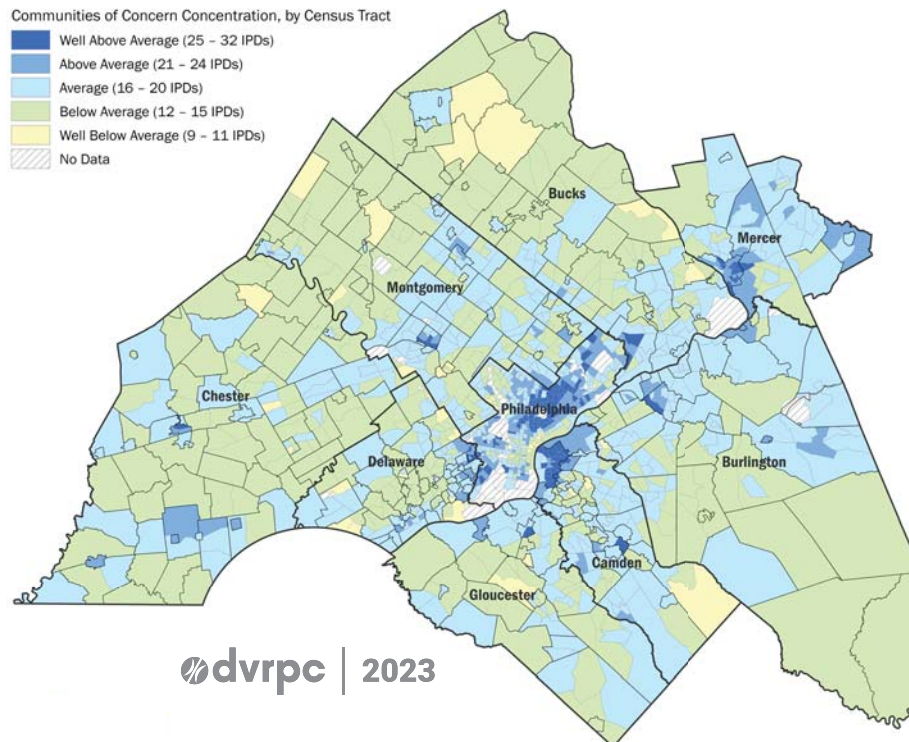 Communities of Concern Concentration, by Census Tract
Well Above Average (25 – 32 IPDs)
Above Average (21 – 24 IPDs)
Average (16 – 20 IPDs)
Below Average (12 – 15 IPDs)
Well Below Average (9 – 11 IPDs)
No Data
Bucks
Mercer
Montgomery
Chester
Philadelphia
Delaware
Burlington
Camden
Gloucester
dvrpc | 2023